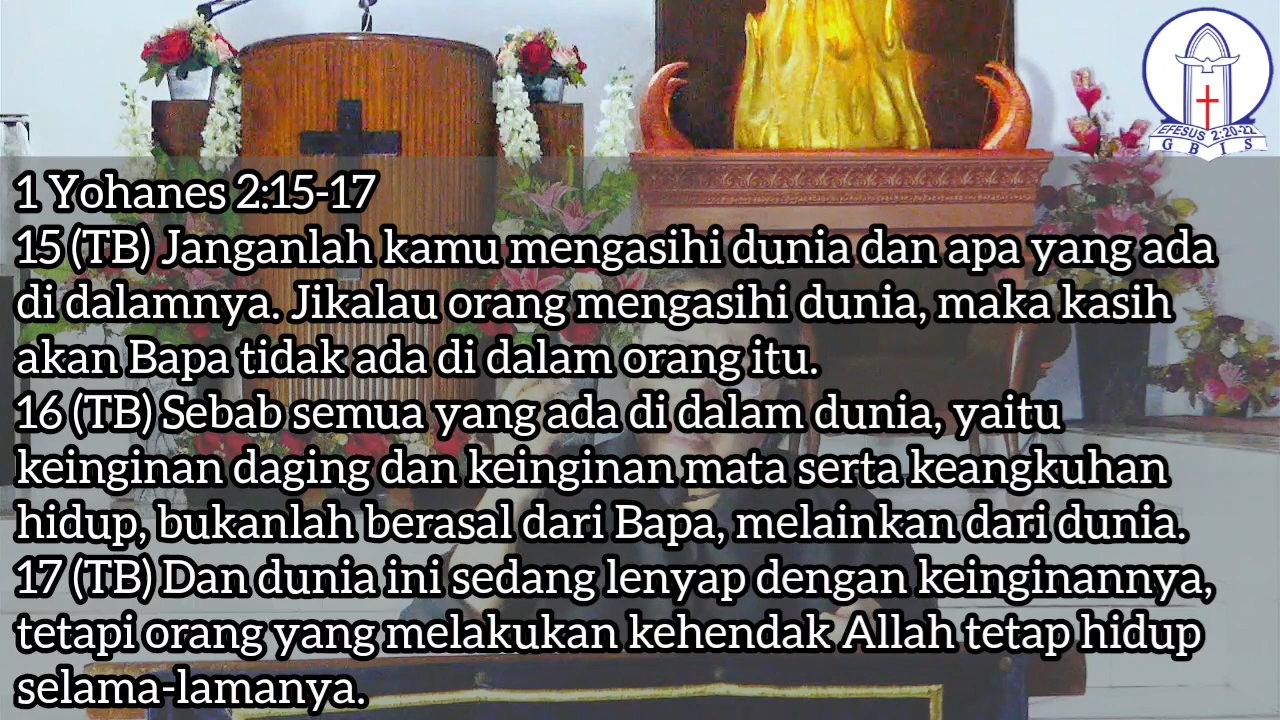 EFESUS 2:20-22
G B I S
1 Yohanes 2:15-17
15 (TB) Janganlah kamu mengasihi dunia dan apa yang ada
di dalamnya. Jikalau orang mengasihi dunia, maka kasih
akan Bapa tidak ada di dalam orang itu.
16 (TB) Sebab semua yang ada di dalam dunia, yaitu
keinginan daging dan keinginan mata serta keangkuhan
hidup, bukanlah berasal dari Bapa, melainkan dari dunia.
17 (TB) Dan dunia ini sedang lenyap dengan keinginannya,
tetapi orang yang melakukan kehendak Allah tetap hidup
selama-lamanya.